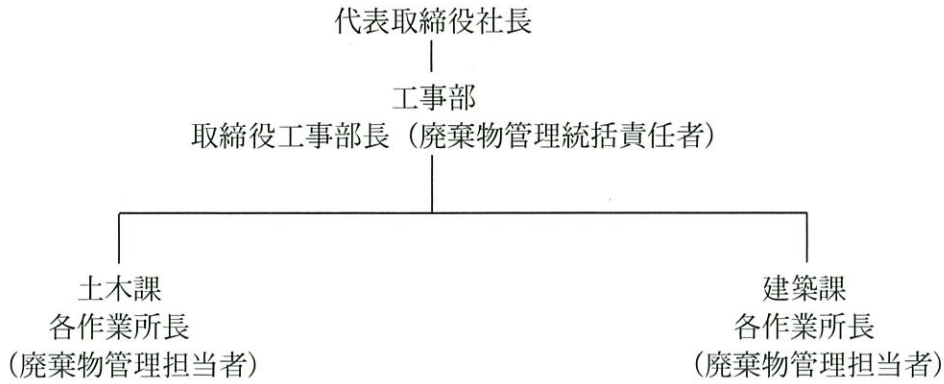 代表取締役社長
工事部
取締役工事部長（廃棄物管理統括責任者）
土木課
各作業所長
（廃棄物管理担当者）
建築課
各作業所長
（廃棄物管理担当者）